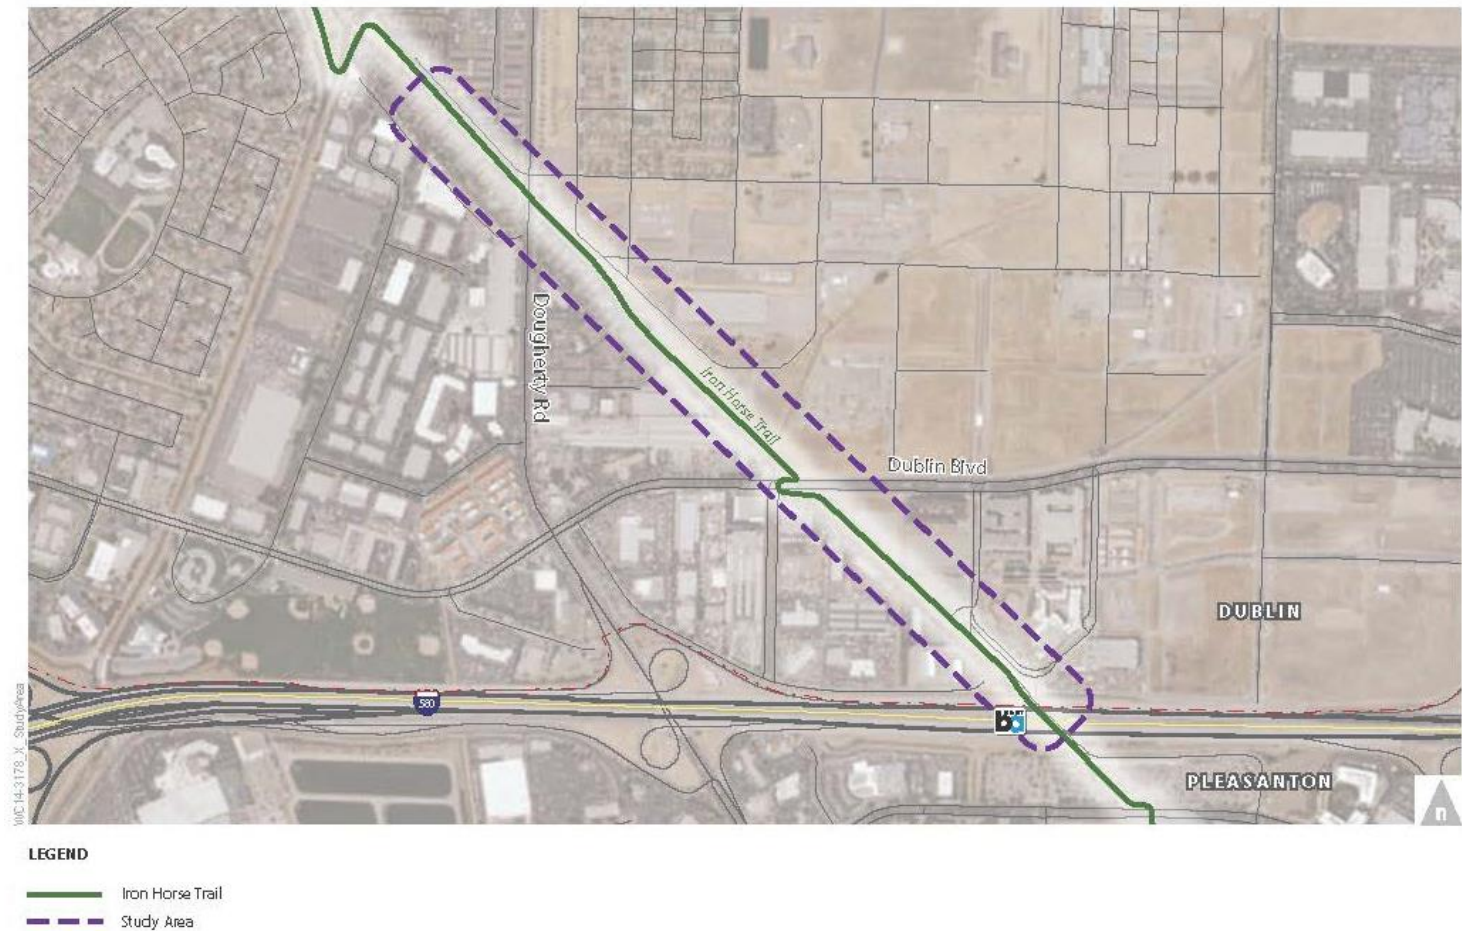 Dougherty Rd
Iron Horse Trail
Dublin Blvd
DUBLIN
580
PLEASANTON
n
LEGEND
Iron Horse Trail
Study Area